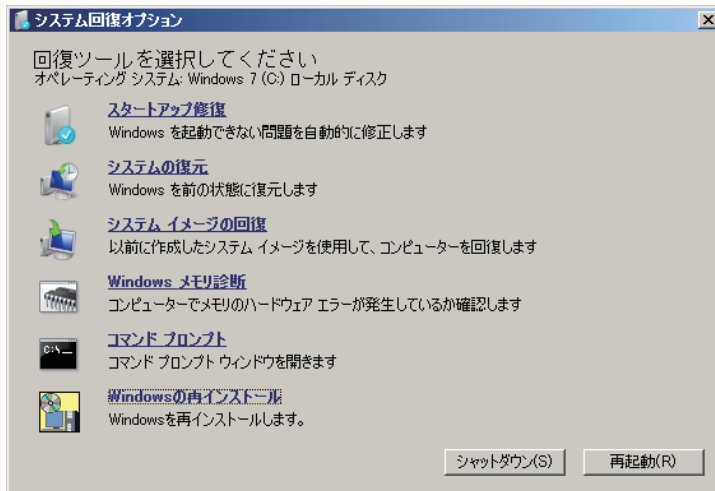 システム回復オプション
回復ツールを選択してください
オペレーティング システム: Windows 7 (C:) ローカル ディスク
スタートアップ修復
Windows を起動できない問題を自動的に修正します
システムの復元
Windows を前の状態に復元します
システム イメージの回復
以前に作成したシステム イメージを使用して、コンピューターを回復します
Windows メモリ診断
コンピューターでメモリのハードウェア エラーが発生しているか確認します
C:\_
コマンド プロンプト
コマンド プロンプト ウィンドウを開きます
Windowsの再インストール
Windowsを再インストールします。
シャットダウン(S) 再起動(R)